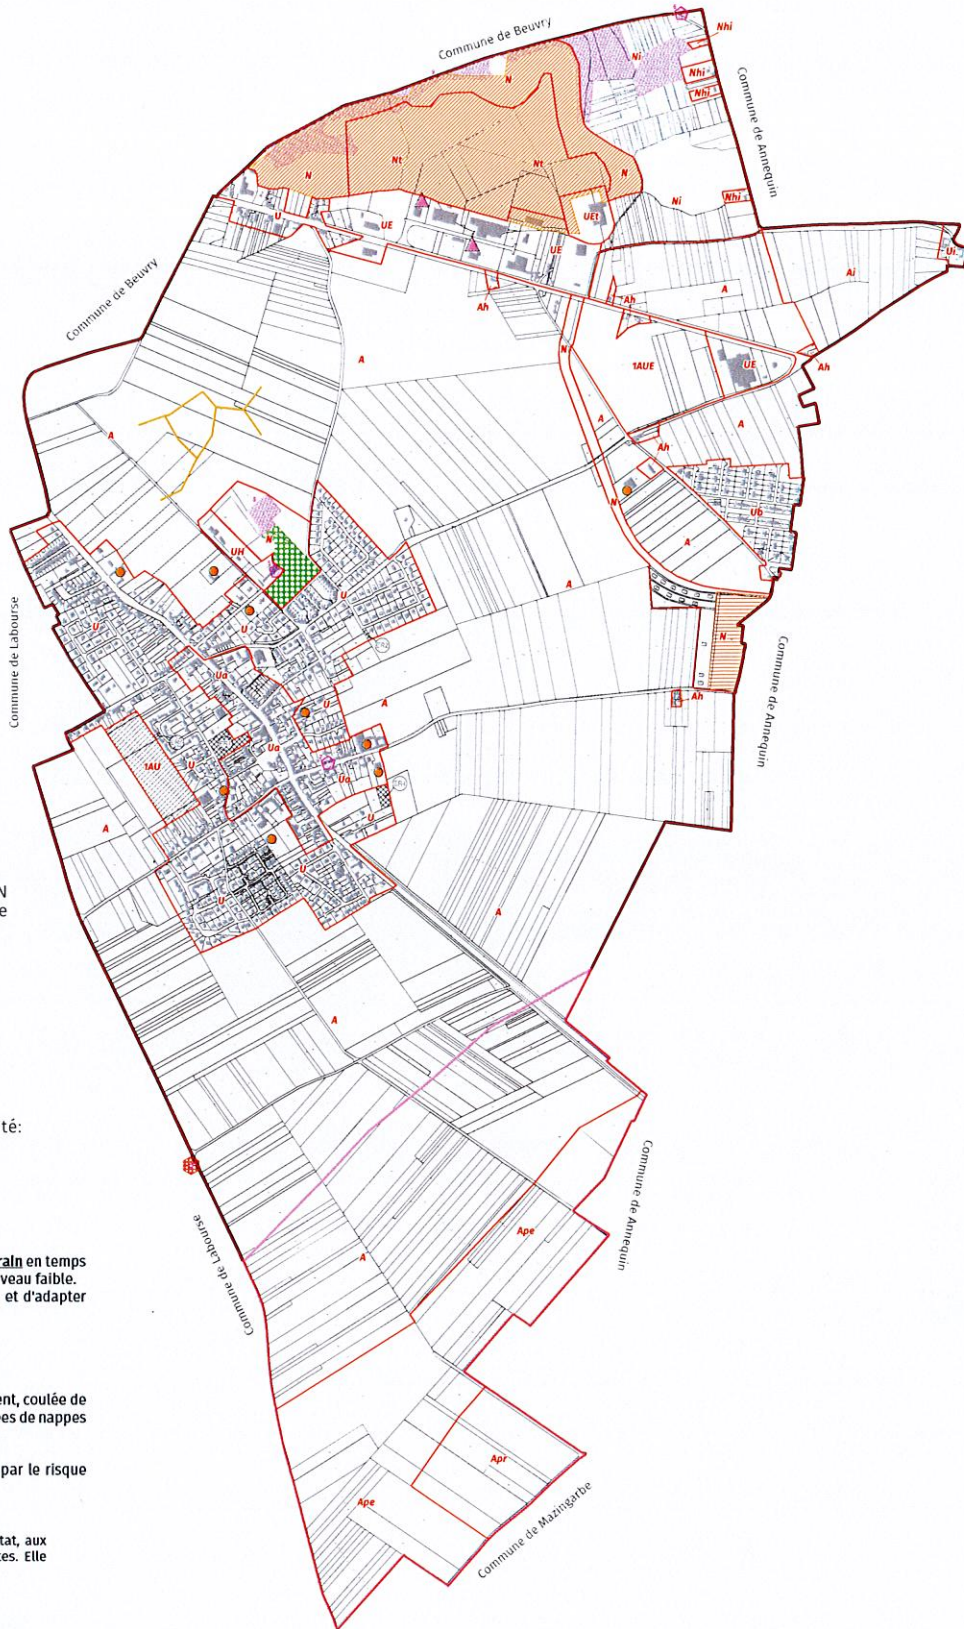 Commune de Beuvry
Nhi
Ni
N
Nhi
Nhi
Commune de Annequin
Nt
Nt
N
N
Nhi
Ni
U
UE
UEt
UE
Ui
Commune de Beuvry
Ah
Ah
A
Ai
A
N
1AUE
UE
Ah
A
A
A
Ah
Ub
N
UH
N
A
U
A
Commune de Labourse
U
U
N
Commune de Annequin
Ua
U
A
Ah
Ua
1AU
U
Ua
A
U
U
U
A
N
e
A
té:
Commune de Annequin
Commune de Labourse
Ape
A
rain en temps
veau faible.
et d'adapter
ent, coulée de
es de nappes
par le risque
Apr
Ape
tat, aux
es. Elle
Commune de Mazingarbe